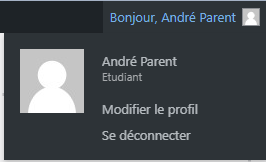 Bonjour, André Parent
André Parent
Etudiant
Modifier le profil
Se déconnecter